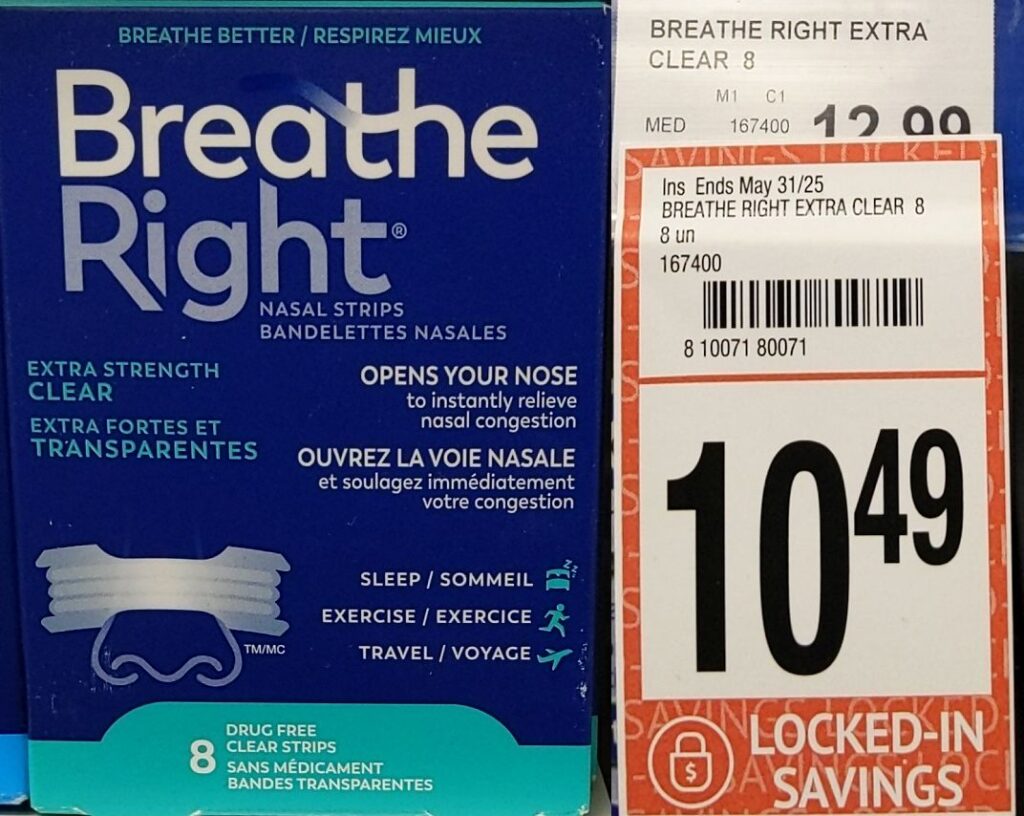 BREATHE BETTER / RESPIREZ MIEUX
Breathe
Right®
NASAL STRIPS
BANDELETTES NASALES
EXTRA STRENGTH
CLEAR
EXTRA FORTES ET
TRANSPARENTES
OPENS YOUR NOSE
to instantly relieve
nasal congestion
OUVREZ LA VOIE NASALE
et soulagez immédiatement
votre congestion
SLEEP / SOMMEIL
EXERCISE / EXERCICE
TRAVEL / VOYAGE
TM/MC
8
DRUG FREE
CLEAR STRIPS
SANS MÉDICAMENT
BANDES TRANSPARENTES
BREATHE RIGHT EXTRA
CLEAR 8
M1 C1
MED 167400 12.99
SAVINGS LOCKED
Ins Ends May 31/25
BREATHE RIGHT EXTRA CLEAR 8
8 un
167400
8 10071 80071
10 49
$
LOCKED-IN
SAVINGS